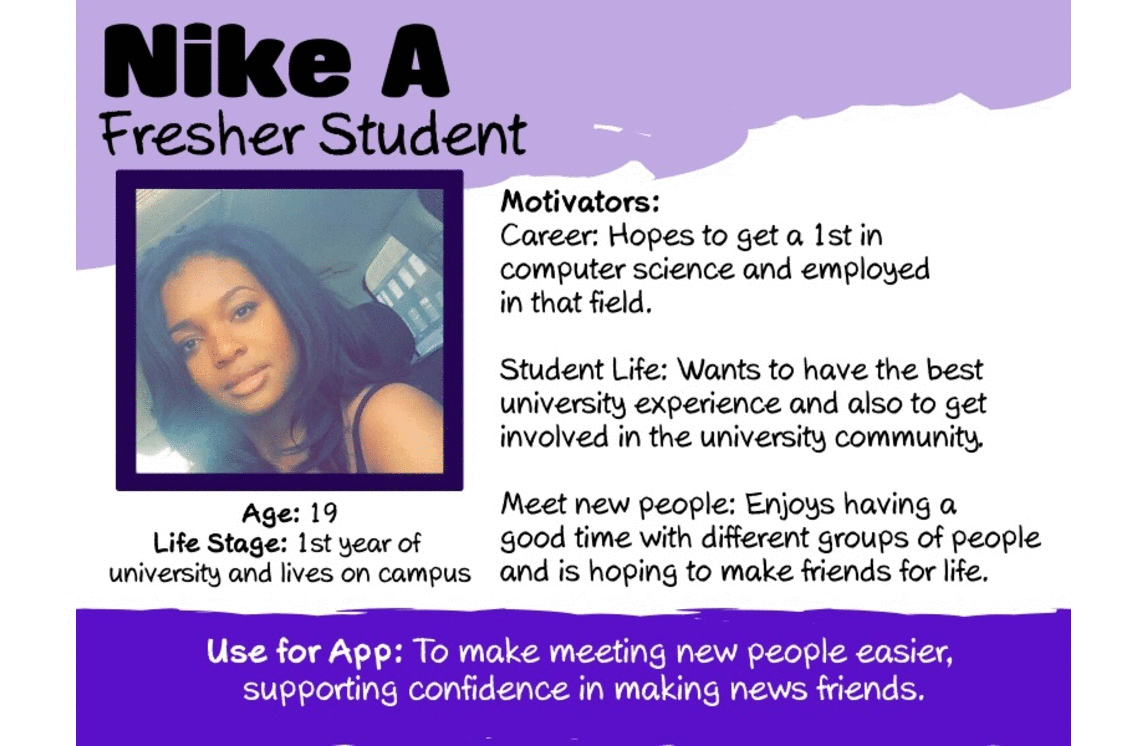 Nike A
Fresher Student
Motivators:
Career: Hopes to get a 1st in
computer science and employed
in that field.
Student Life: Wants to have the best
university experience and also to get
involved in the university community.
Meet new people: Enjoys having a
good time with different groups of people
and is hoping to make friends for life.
Age: 19
Life Stage: 1st year of
university and lives on campus
Use for App: To make meeting new people easier,
supporting confidence in making news friends.